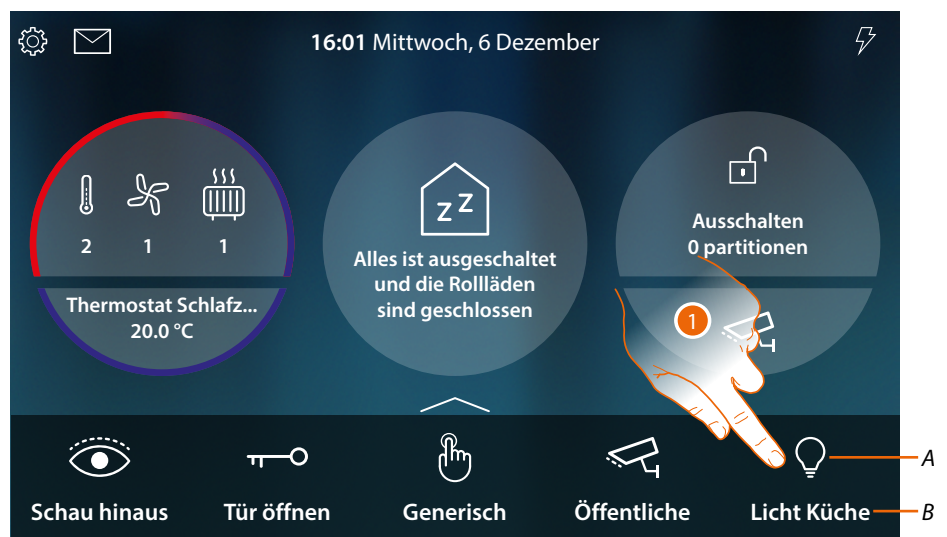 16:01 Mittwoch, 6 Dezember
2 1 1
Thermostat Schlafz...
20.0 °C
z z
Alles ist ausgeschaltet
und die Rollläden
sind geschlossen
Ausschalten
0 partitionen
1
A
Schau hinaus
Tür öffnen
Generisch
Öffentliche
Licht Küche
B